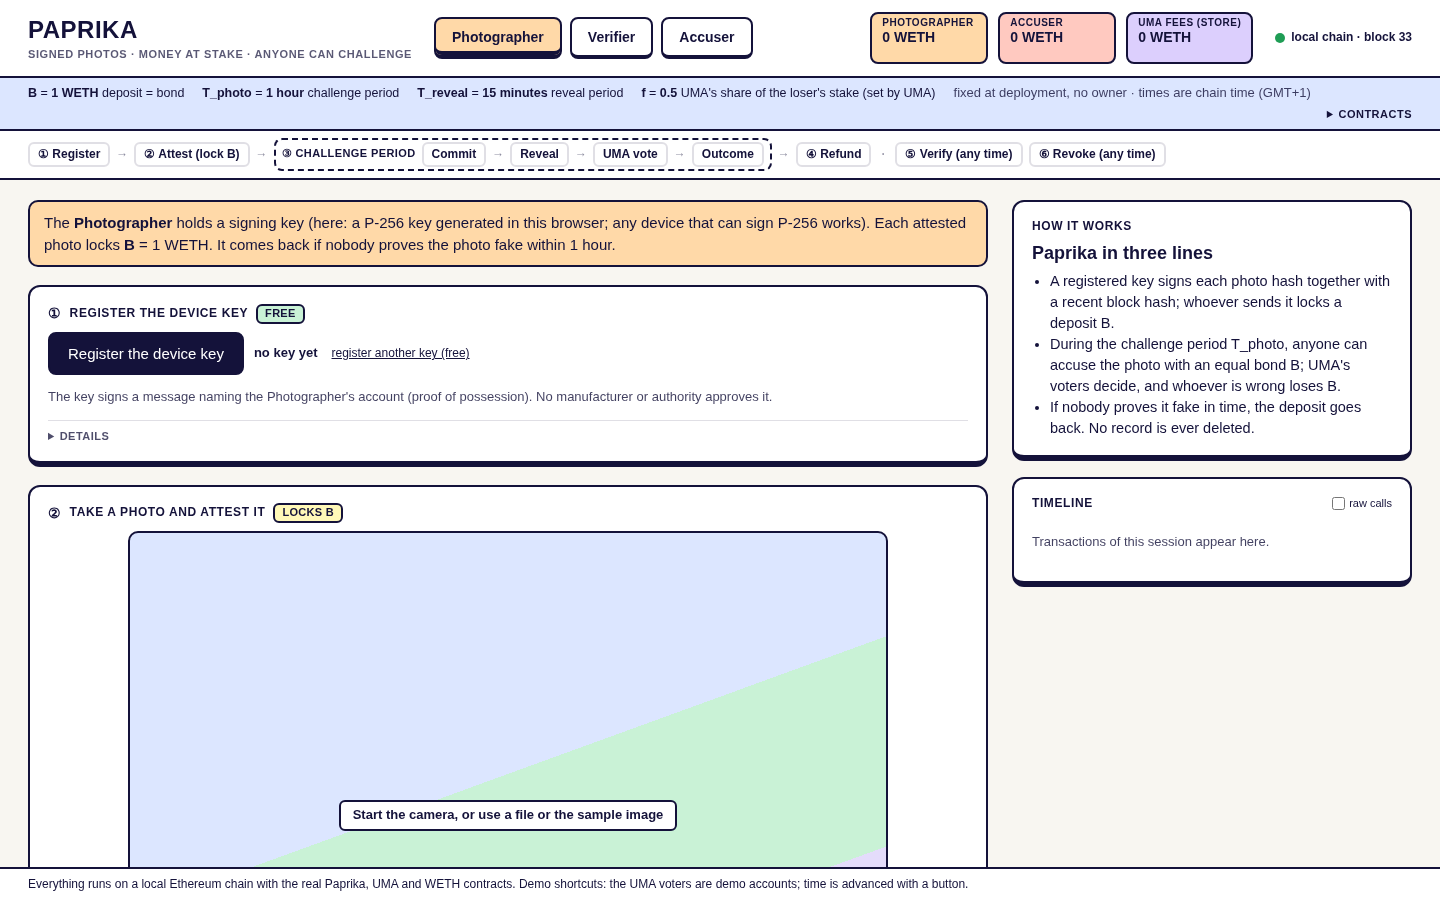 PAPRIKA
SIGNED PHOTOS · MONEY AT STAKE · ANYONE CAN CHALLENGE
Photographer
Verifier
Accuser
PHOTOGRAPHER
0 WETH
ACCUSER
0 WETH
UMA FEES (STORE)
0 WETH
local chain · block 33
B = 1 WETH deposit = bond T_photo = 1 hour challenge period T_reveal = 15 minutes reveal period f = 0.5 UMA's share of the loser's stake (set by UMA) fixed at deployment, no owner · times are chain time (GMT+1)
▶ CONTRACTS
① Register → ② Attest (lock B) → ③ CHALLENGE PERIOD Commit → Reveal → UMA vote → Outcome → ④ Refund · ⑤ Verify (any time) ⑥ Revoke (any time)
The Photographer holds a signing key (here: a P-256 key generated in this browser; any device that can sign P-256 works). Each attested
photo locks B = 1 WETH. It comes back if nobody proves the photo fake within 1 hour.
① REGISTER THE DEVICE KEY FREE
Register the device key no key yet register another key (free)
The key signs a message naming the Photographer's account (proof of possession). No manufacturer or authority approves it.
▶ DETAILS
② TAKE A PHOTO AND ATTEST IT LOCKS B
Start the camera, or use a file or the sample image
HOW IT WORKS
Paprika in three lines
• A registered key signs each photo hash together with
a recent block hash; whoever sends it locks a
deposit B.
• During the challenge period T_photo, anyone can
accuse the photo with an equal bond B; UMA's
voters decide, and whoever is wrong loses B.
• If nobody proves it fake in time, the deposit goes
back. No record is ever deleted.
TIMELINE
raw calls
Transactions of this session appear here.
Everything runs on a local Ethereum chain with the real Paprika, UMA and WETH contracts. Demo shortcuts: the UMA voters are demo accounts; time is advanced with a button.